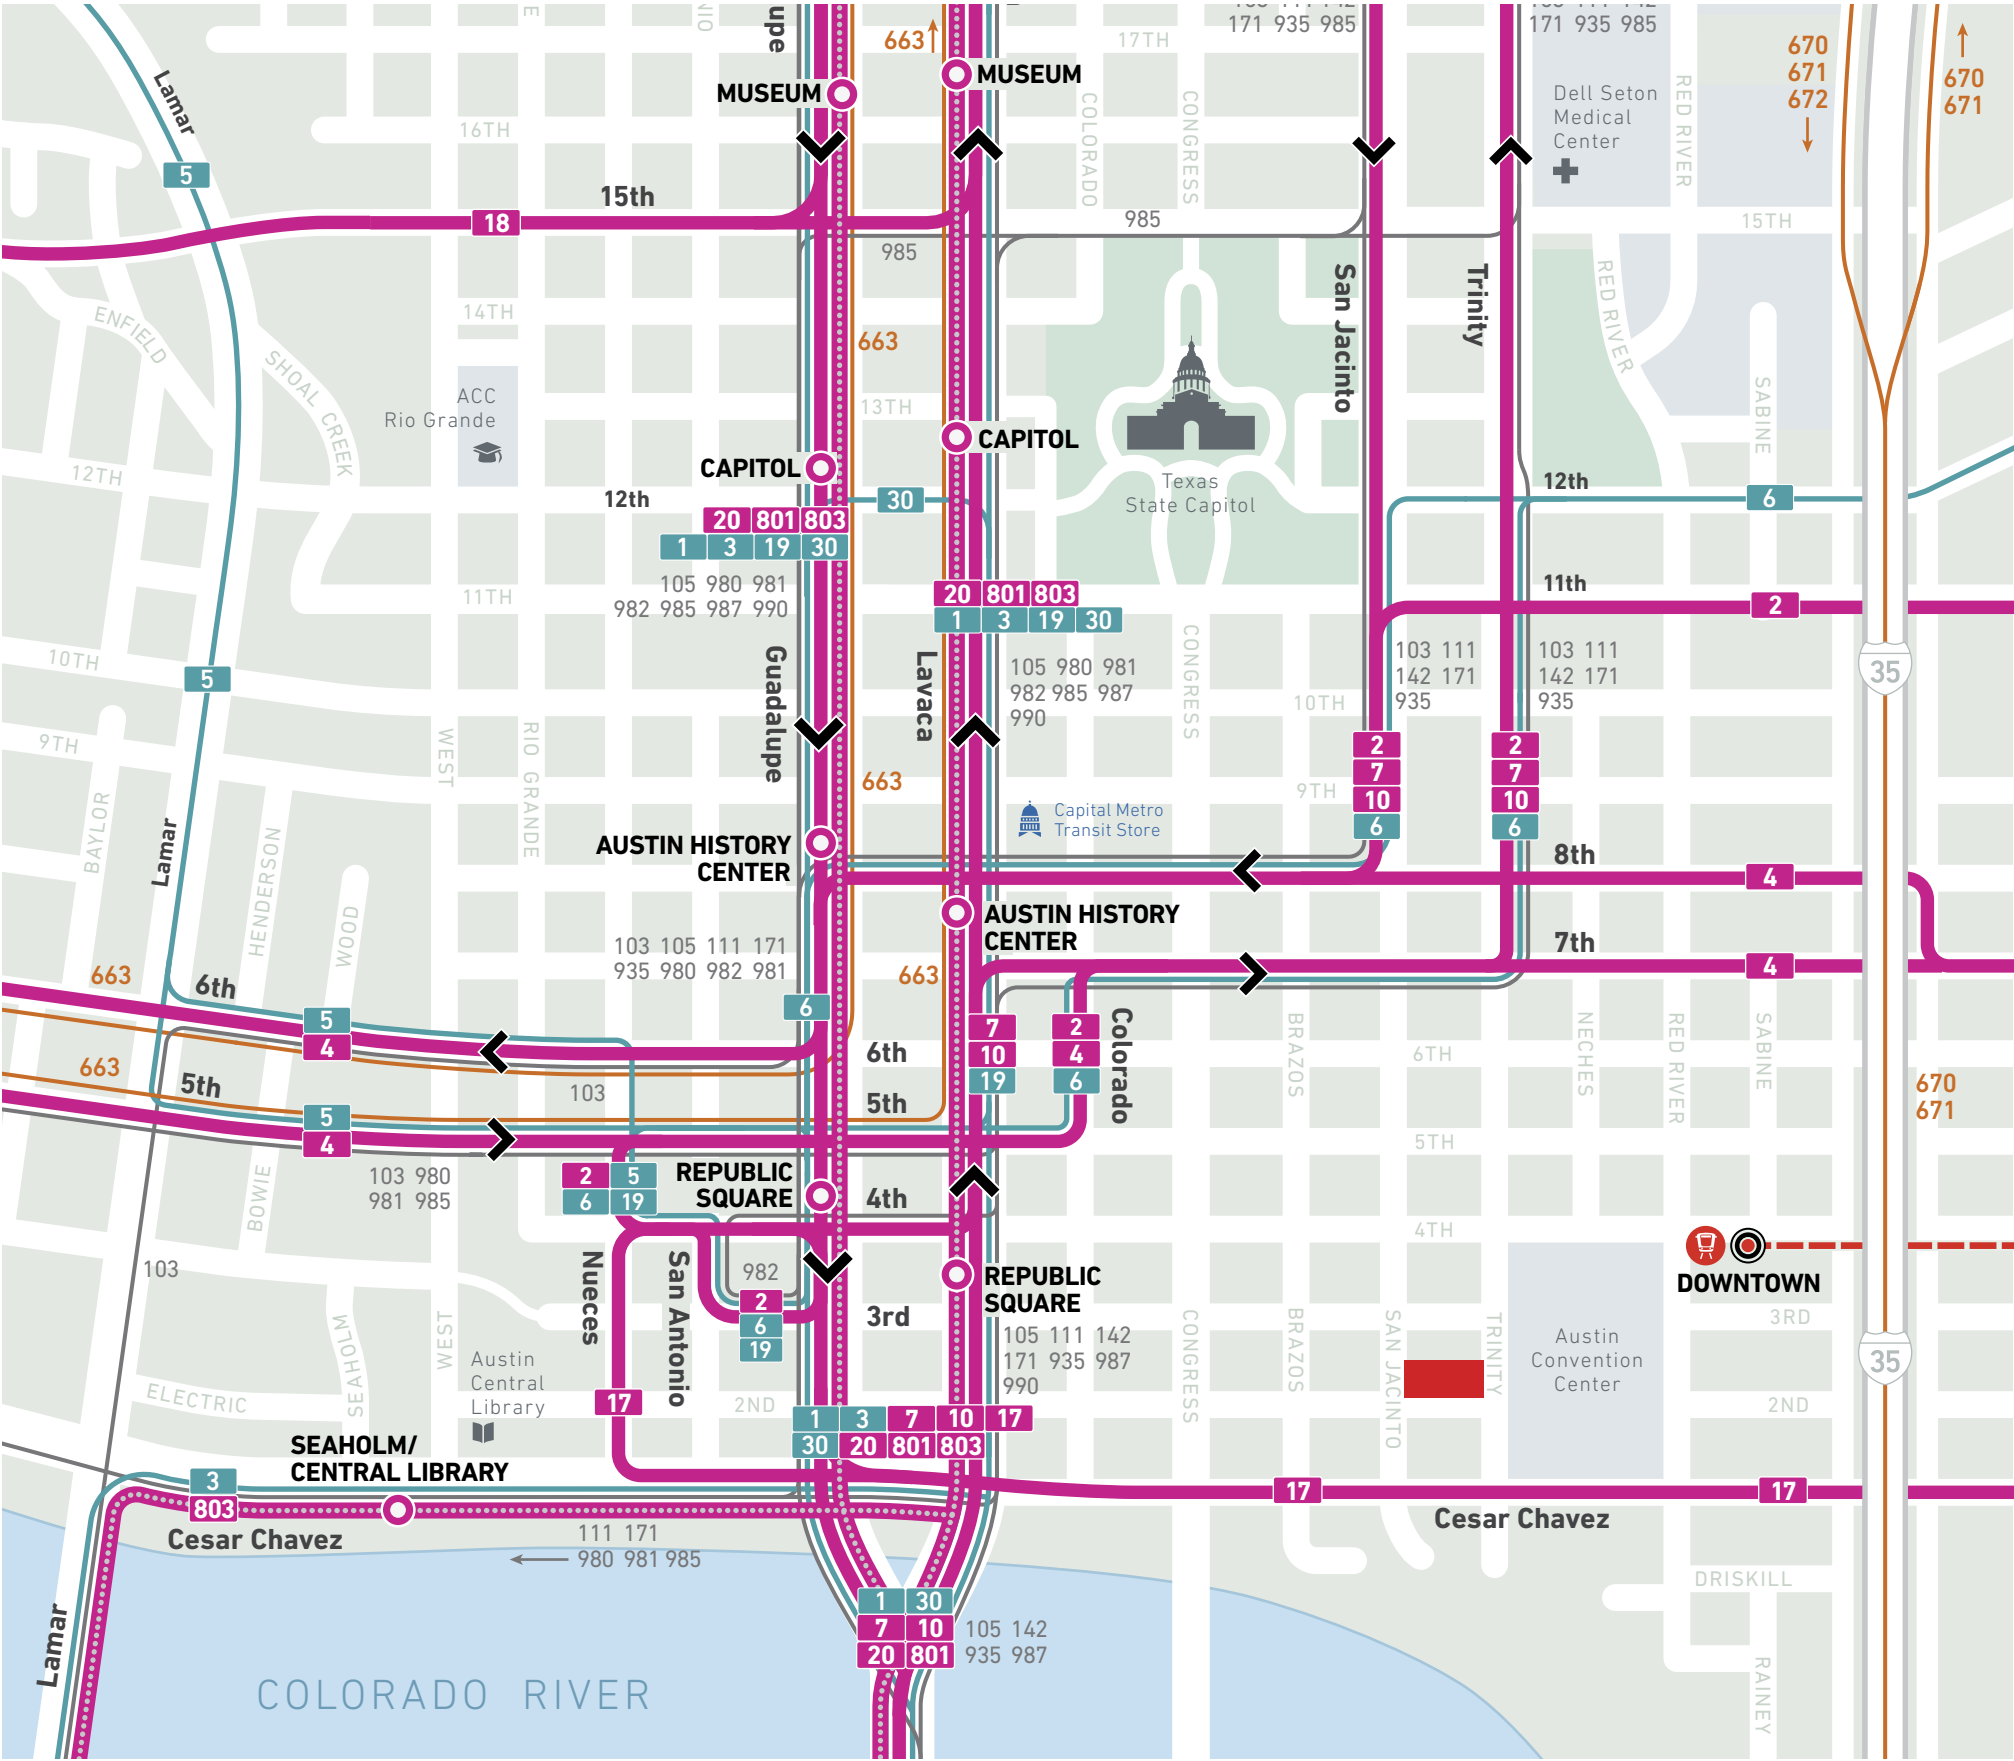 upe
663
171 935 985
171 935 985
17TH
670
671
672
670
671
Lamar
MUSEUM
MUSEUM
COLORADO
CONGRESS
Dell Seton
Medical
Center
RED RIVER
16TH
5
15th
18
985
985
15TH
ENFIELD
14TH
SHOAL CREEK
663
San Jacinto
Trinity
RED RIVER
ACC
Rio Grande
13TH
SABINE
CAPITOL
CAPITOL
12TH
12th
30
Texas
State Capitol
12th
6
20 801 803
1 3 19 30
105 980 981
982 985 987 990
11TH
20 801 803
1 3 19 30
11th
2
10TH
5
Guadalupe
Lavaca
105 980 981
982 985 987
990
CONGRESS
103 111
142 171
935
103 111
142 171
935
35
10TH
9TH
WEST
RIO GRANDE
663
9TH
2
7
10
6
2
7
10
6
Capital Metro
Transit Store
BAYLOR
Lamar
HENDERSON
WOOD
AUSTIN HISTORY
CENTER
8th
4
AUSTIN HISTORY
CENTER
7th
4
103 105 111 171
935 980 982 981
663
663
6th
6
5
4
6th
7
10
19
2
4
6
Colorado
BRAZOS
6TH
NECHES
RED RIVER
SABINE
670
671
663
5th
103
5th
5
4
5TH
103 980
981 985
BOWIE
2 5
6 19
REPUBLIC
SQUARE
4th
4TH
103
Nueces
San Antonio
982
2
6
19
REPUBLIC
SQUARE
3rd
DOWNTOWN
3RD
105 111 142
171 935 987
990
CONGRESS
BRAZOS
SAN JACINTO
TRINITY
Austin
Convention
Center
35
SEAHOLM
WEST
Austin
Central
Library
ELECTRIC
17
2ND
1 3 7 10 17
30 20 801 803
2ND
SEAHOLM/
CENTRAL LIBRARY
3
803
17
17
Cesar Chavez
Cesar Chavez
111 171
980 981 985
DRISKILL
Lamar
1 30
7 10
20 801
105 142
935 987
COLORADO RIVER
RAINEY